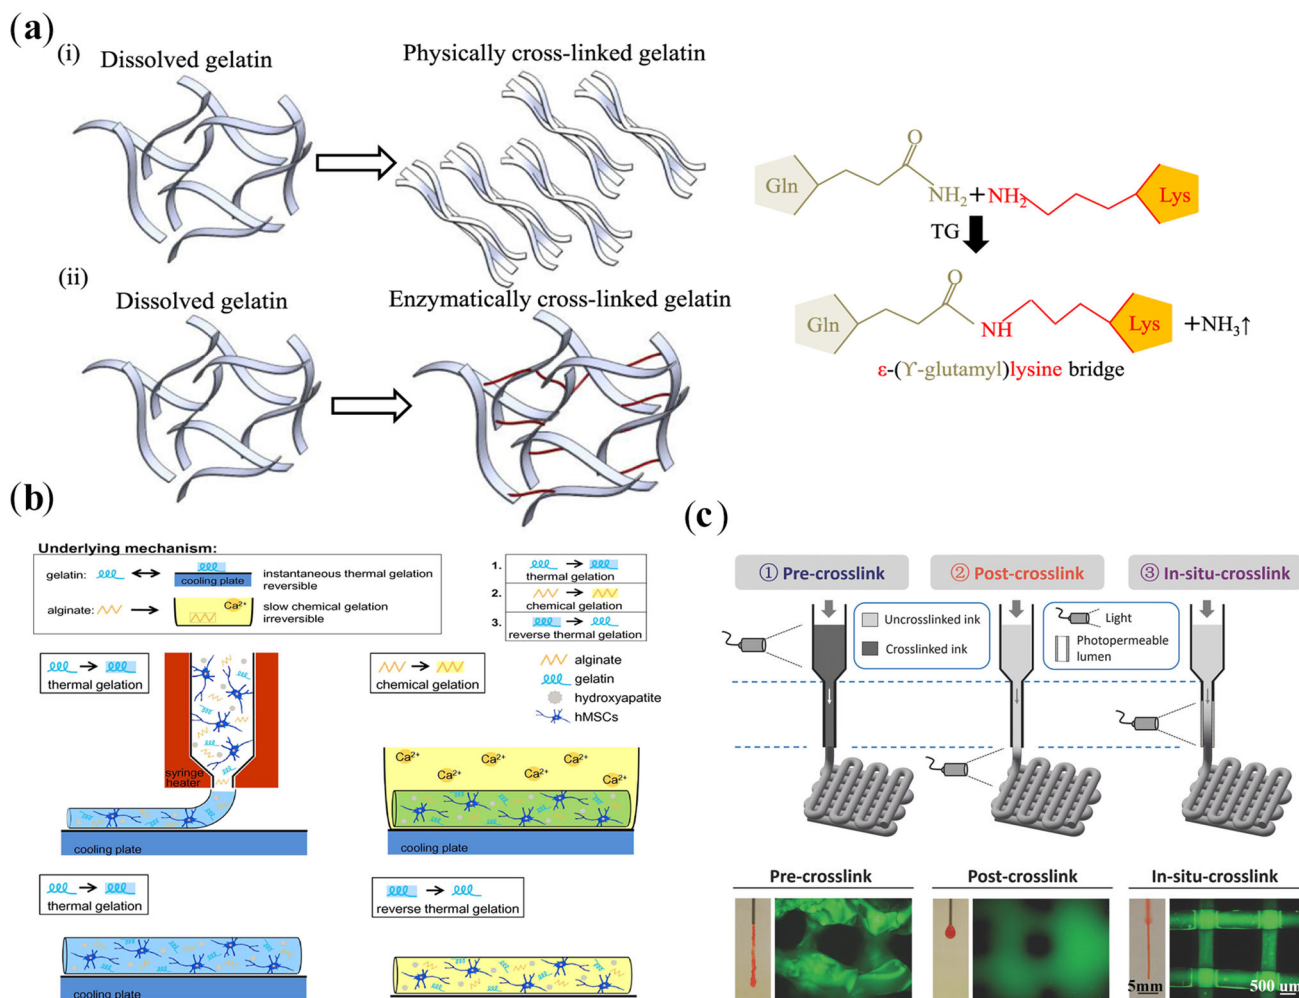 (a)
(i)
Dissolved gelatin
Physically cross-linked gelatin
(ii)
Dissolved gelatin
Enzymatically cross-linked gelatin
O
Gln
NH₂
+
NH₂
Lys
TG
O
Gln
NH
Lys
+NH₃↑
ε-(ϒ-glutamyl)lysine bridge
(b)
Underlying mechanism:
gelatin:
cooling plate
instantaneous thermal gelation
reversible
alginate:
Ca²⁺
slow chemical gelation
irreversible
1.
thermal gelation
2.
chemical gelation
3.
reverse thermal gelation
alginate
gelatin
hydroxyapatite
hMSCs
thermal gelation
syringe
heater
cooling plate
chemical gelation
Ca²⁺
Ca²⁺
Ca²⁺
Ca²⁺
Ca²⁺
Ca²⁺
cooling plate
thermal gelation
cooling plate
reverse thermal gelation
(c)
① Pre-crosslink
② Post-crosslink
③ In-situ-crosslink
Uncrosslinked ink
Crosslinked ink
Light
Photopermeable
lumen
Pre-crosslink
Post-crosslink
In-situ-crosslink
5mm
500 um